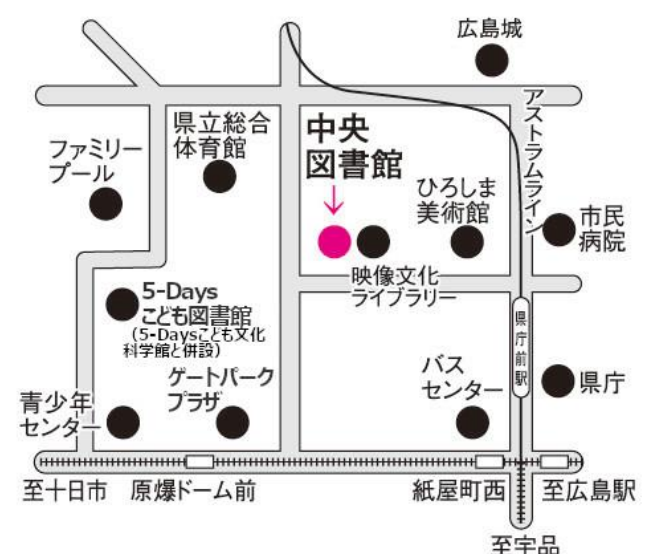 広島城
アストラムライン
県立総合
体育館
中央
図書館
ファミリー
プール
ひろしま
美術館
市民
病院
映像文化
ライブラリー
5-Days
こども図書館
（5-Daysこども文化
科学館と併設）
県庁前駅
ゲートパーク
プラザ
バス
センター
県庁
青少年
センター
至十日市
原爆ドーム前
紙屋町西
至広島駅
至宇品